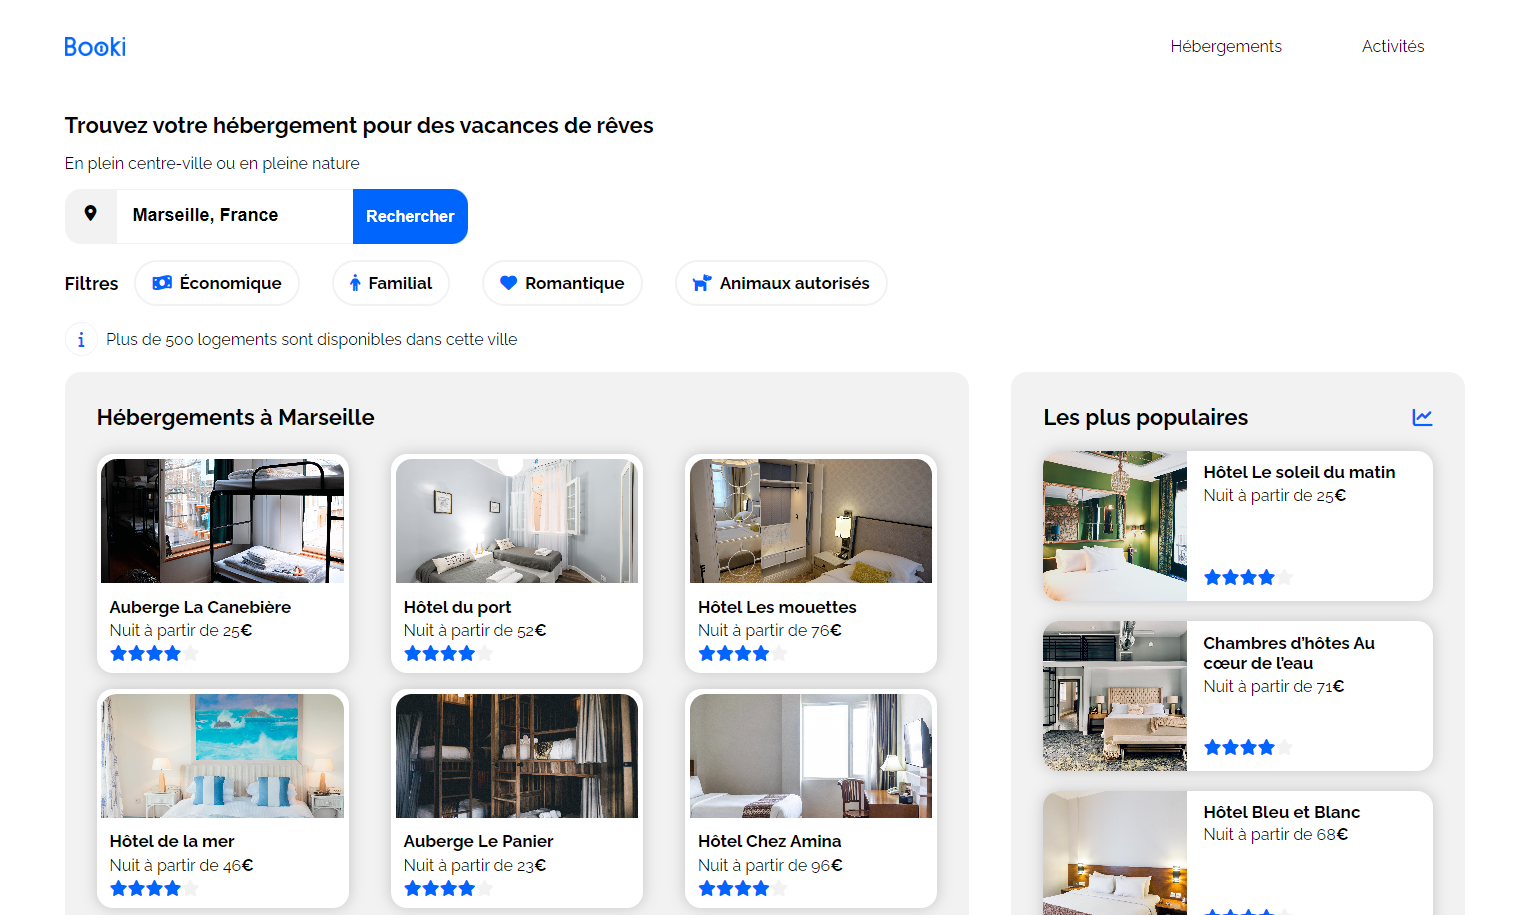 Booki
Hébergements
Activités
Trouvez votre hébergement pour des vacances de rêves
En plein centre-ville ou en pleine nature
Marseille, France
Rechercher
Filtres
Économique
Familial
Romantique
Animaux autorisés
Plus de 500 logements sont disponibles dans cette ville
Hébergements à Marseille
Auberge La Canebière
Nuit à partir de 25€
Hôtel du port
Nuit à partir de 52€
Hôtel Les mouettes
Nuit à partir de 76€
Hôtel de la mer
Nuit à partir de 46€
Auberge Le Panier
Nuit à partir de 23€
Hôtel Chez Amina
Nuit à partir de 96€
Les plus populaires
Hôtel Le soleil du matin
Nuit à partir de 25€
Chambres d’hôtes Au
cœur de l’eau
Nuit à partir de 71€
Hôtel Bleu et Blanc
Nuit à partir de 68€